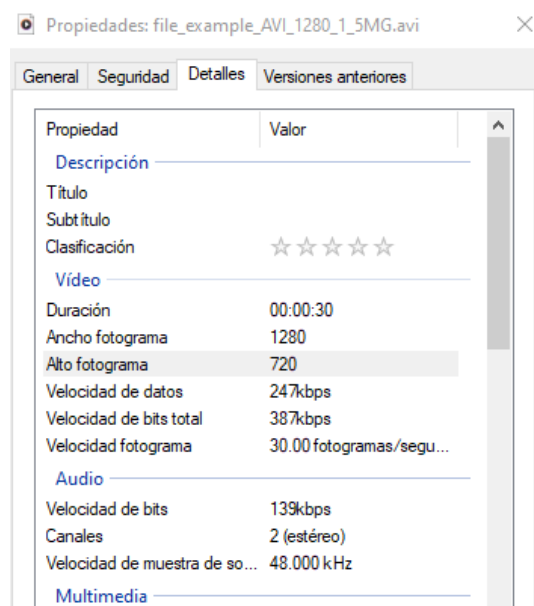 Propiedades: file_example_AVI_1280_1_5MG.avi
General Seguridad Detalles Versiones anteriores
Propiedad Valor
Descripción
Título
Subtítulo
Clasificación
Vídeo
Duración 00:00:30
Ancho fotograma 1280
Alto fotograma 720
Velocidad de datos 247kbps
Velocidad de bits total 387kbps
Velocidad fotograma 30.00 fotogramas/segu...
Audio
Velocidad de bits 139kbps
Canales 2 (estéreo)
Velocidad de muestra de so... 48.000 kHz
Multimedia